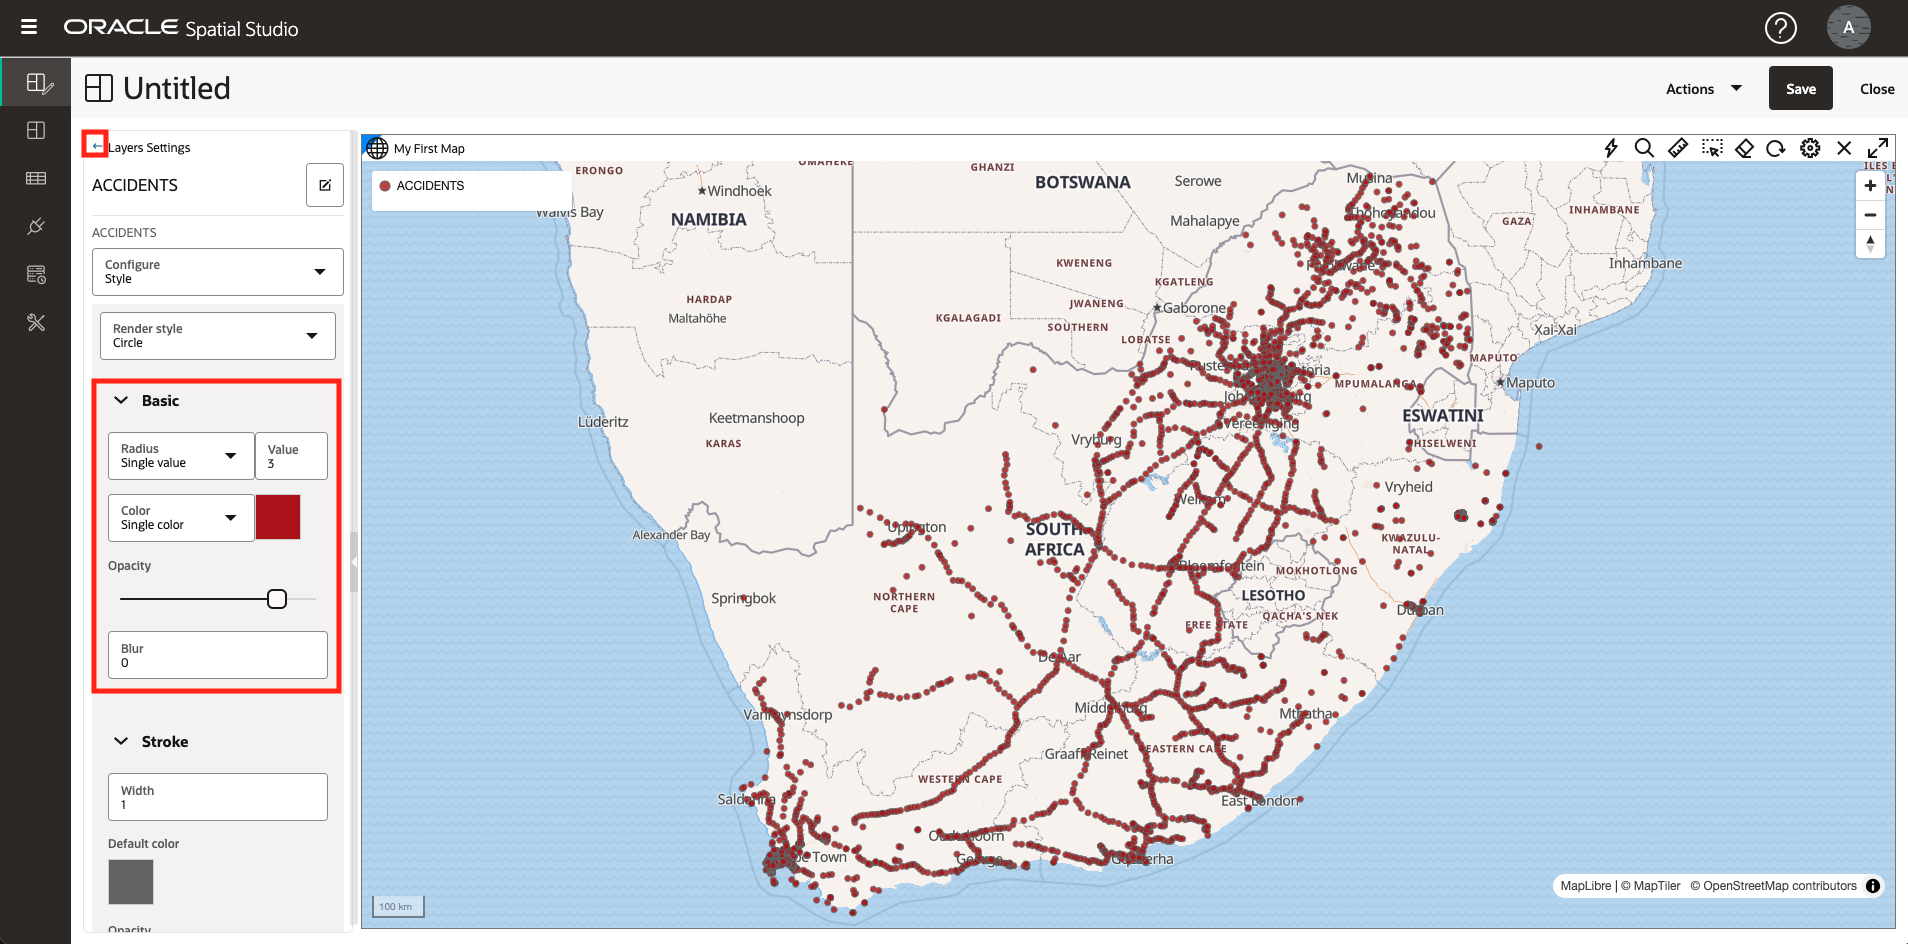 ORACLE Spatial Studio
A
Untitled
Actions
Save
Close
Layers Settings
ACCIDENTS
ACCIDENTS
Configure
Style
Render style
Circle
Basic
Radius
Single value
Value
3
Color
Single color
Opacity
Blur
0
Stroke
Width
1
Default color
Opacity
My First Map
ACCIDENTS
OMAHEKE
GHANZI
ERONGO
BOTSWANA
Serowe
Musina
Windhoek
Walvis Bay
NAMIBIA
Mahalapye
Thohoyandou
GAZA
INHAMBANE
KWENENG
Inhambane
KGATLENG
HARDAP
Maltahöhe
JWANENG
Gaborone
KGALAGADI
SOUTHERN
LOBATSE
Xai-Xai
MAPUTO
MPUMALANGA
Maputo
Lüderitz
Keetmanshoop
KARAS
ESWATINI
Vereeniging
Vryburg
SHISELWENI
Vryheid
Welkom
Upington
SOUTH
AFRICA
Alexander Bay
KWAZULU-
NATAL
Bloemfontein
MOKHOTLONG
Springbok
NORTHERN
CAPE
LESOTHO
QACHA'S NEK
Durban
FREE STATE
De Aar
Vanrhynsdorp
Middelburg
Mthatha
Graaff-Reinet
EASTERN CAPE
WESTERN CAPE
Saldanha
East London
Oudtshoorn
George
Gqeberha
100 km
MapLibre | © MapTiler © OpenStreetMap contributors